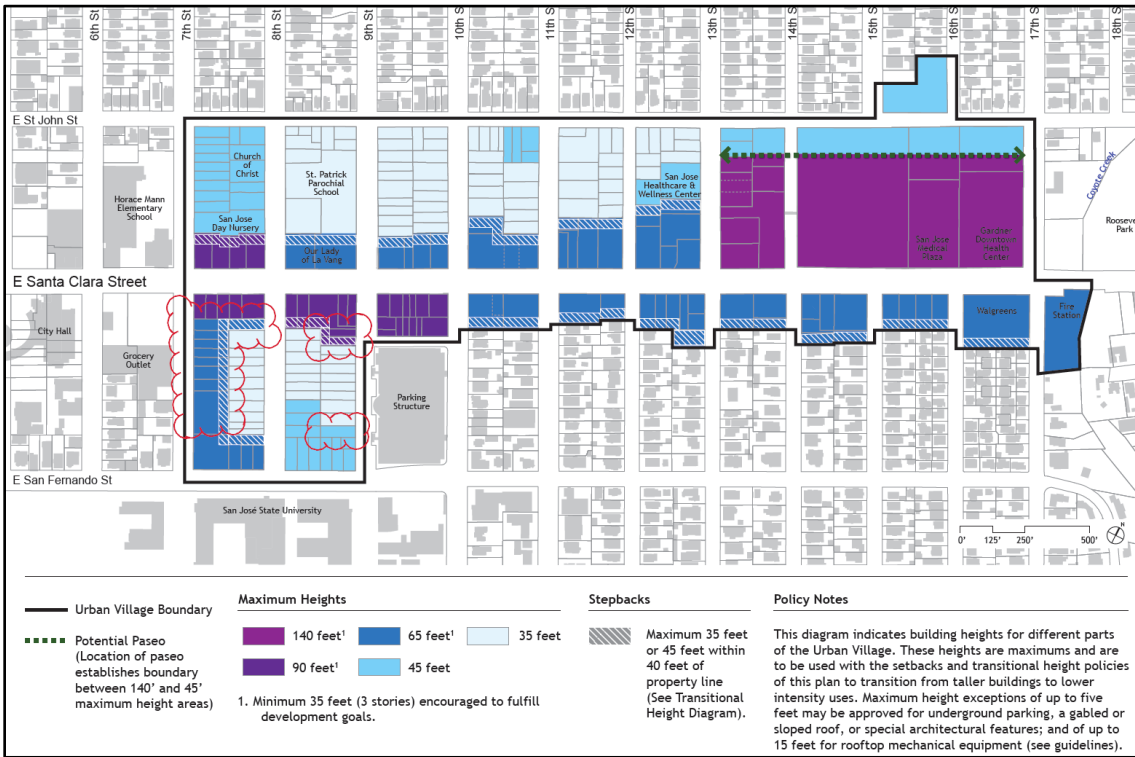 6th St
7th St
8th St
9th St
10th S
11th S
12th S
13th S
14th S
15th S
16th S
17th S
18th S
E St John St
Horace Mann
Elementary
School
Church
of
Christ
San Jose
Day Nursery
St. Patrick
Parochial
School
Our Lady
of La Vang
San Jose
Healthcare &
Wellness Center
San Jose
Medical
Plaza
Gardner
Downtown
Health
Center
Coyote Creek
Roosev
Park
E Santa Clara Street
City Hall
Grocery
Outlet
Parking
Structure
Walgreens
Fire
Station
E San Fernando St
San José State University
0'
125'
250'
500'
N
Urban Village Boundary
Potential Paseo
(Location of paseo
establishes boundary
between 140' and 45'
maximum height areas)
Maximum Heights
140 feet¹
65 feet¹
35 feet
90 feet¹
45 feet
1. Minimum 35 feet (3 stories) encouraged to fulfill
development goals.
Stepbacks
Maximum 35 feet
or 45 feet within
40 feet of
property line
(See Transitional
Height Diagram).
Policy Notes
This diagram indicates building heights for different parts
of the Urban Village. These heights are maximums and are
to be used with the setbacks and transitional height policies
of this plan to transition from taller buildings to lower
intensity uses. Maximum height exceptions of up to five
feet may be approved for underground parking, a gabled or
sloped roof, or special architectural features; and of up to
15 feet for rooftop mechanical equipment (see guidelines).